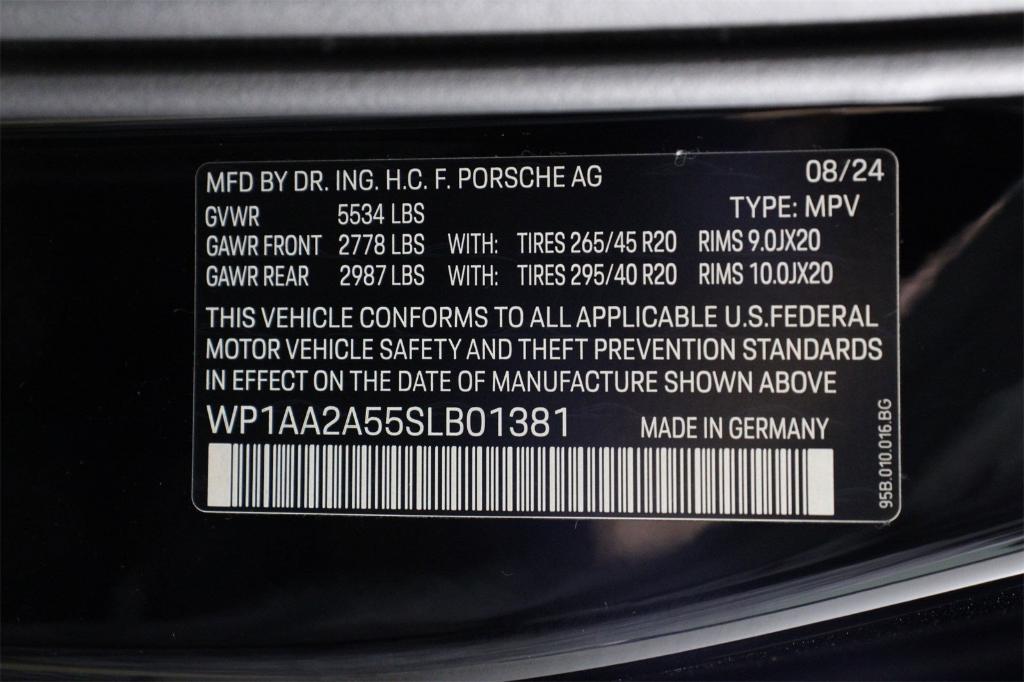 MFD BY DR. ING. H.C. F. PORSCHE AG 08/24
GVWR 5534 LBS TYPE: MPV
GAWR FRONT 2778 LBS WITH: TIRES 265/45 R20 RIMS 9.0JX20
GAWR REAR 2987 LBS WITH: TIRES 295/40 R20 RIMS 10.0JX20
THIS VEHICLE CONFORMS TO ALL APPLICABLE U.S.FEDERAL
MOTOR VEHICLE SAFETY AND THEFT PREVENTION STANDARDS
IN EFFECT ON THE DATE OF MANUFACTURE SHOWN ABOVE
WP1AA2A55SLB01381 MADE IN GERMANY
95B.010.016.BG